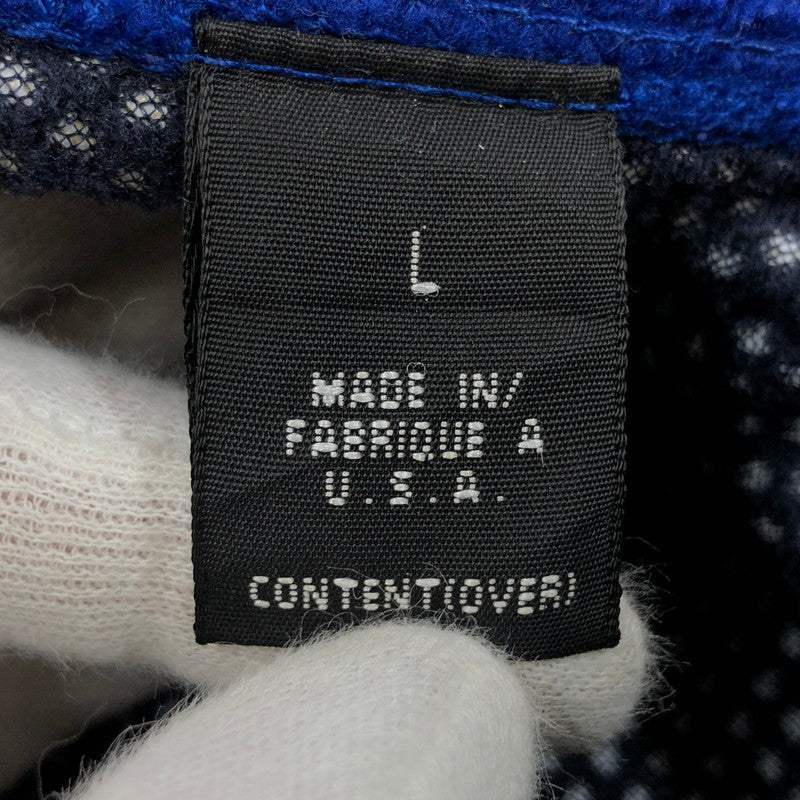 L
MADE IN/
FABRIQUE A
U.S.A.
CONTENT(OVER)